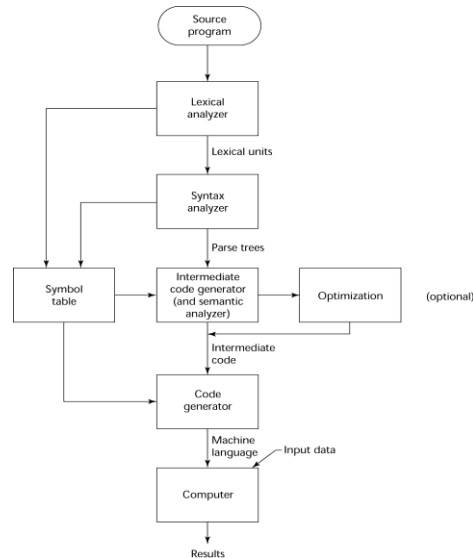 Source
program
Lexical
analyzer
Lexical units
Syntax
analyzer
Parse trees
Symbol
table
Intermediate
code generator
(and semantic
analyzer)
Optimization
(optional)
Intermediate
code
Code
generator
Machine
language
Input data
Computer
Results